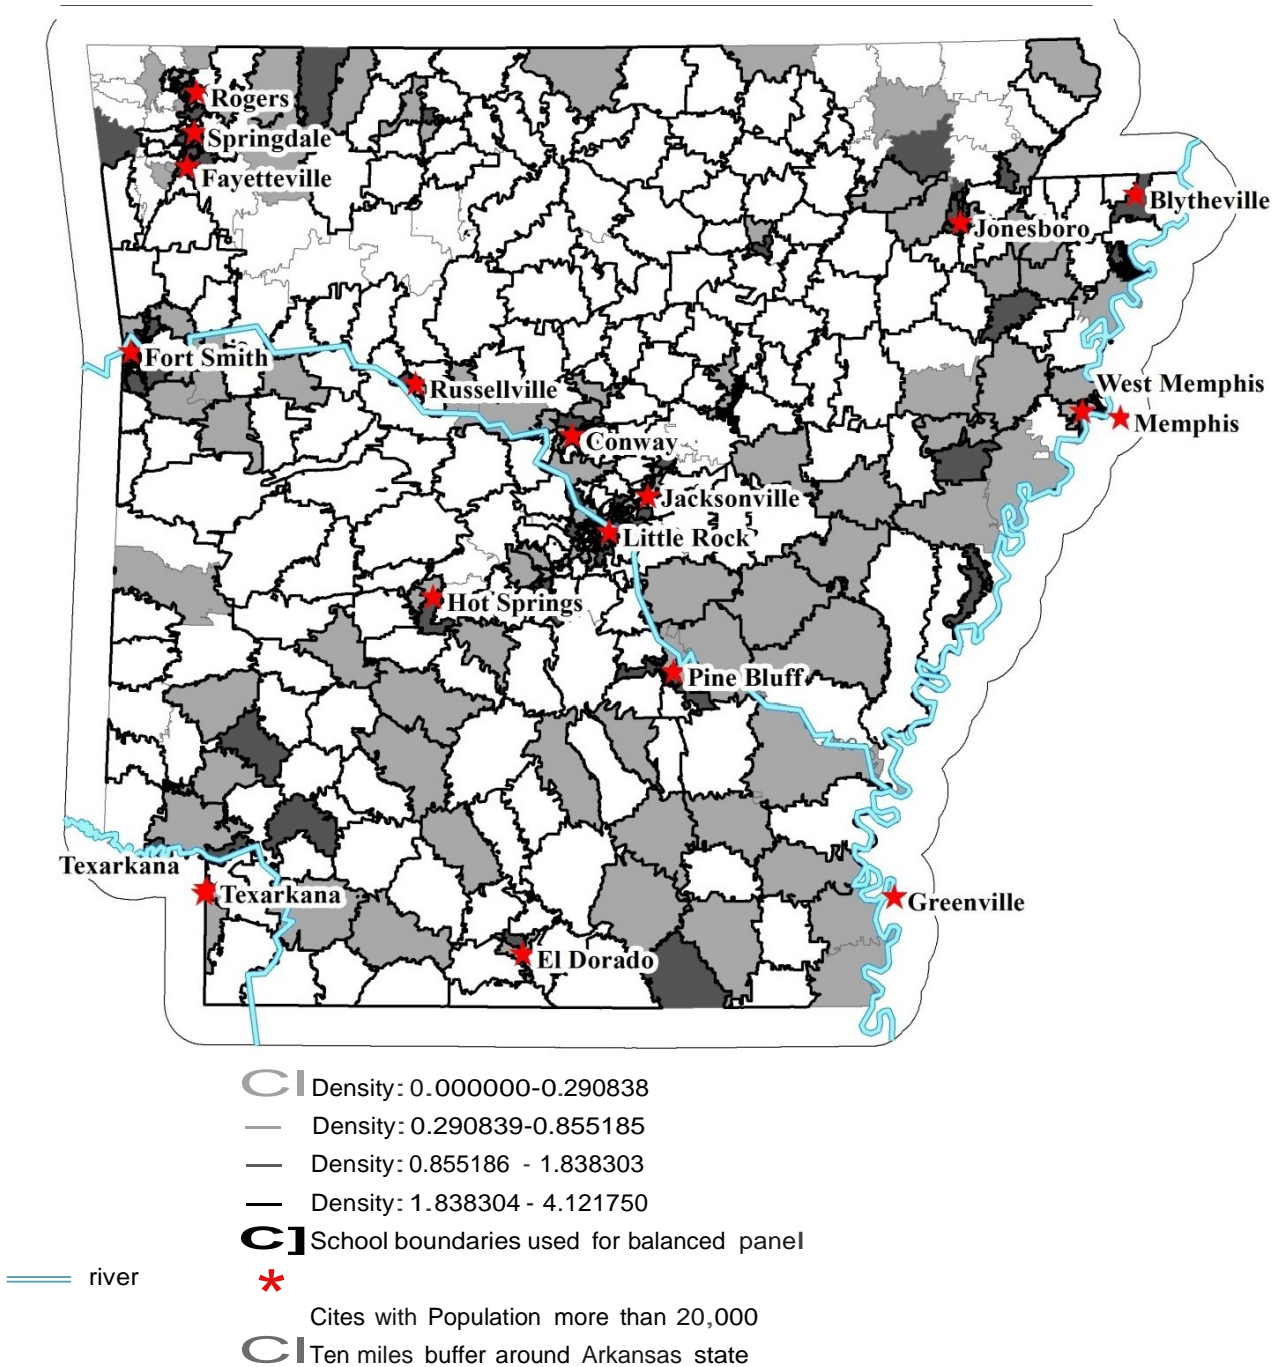 Rogers
Springdale
Fayetteville
Blytheville
Jonesboro
Fort Smith
Russellville
West Memphis
Memphis
Conway
Jacksonville
Little Rock
Hot Springs
Pine Bluff
Texarkana
Texarkana
Greenville
El Dorado
Density: 0.000000-0.290838
Density: 0.290839-0.855185
Density: 0.855186 - 1.838303
Density: 1.838304 - 4.121750
School boundaries used for balanced panel
river
Cites with Population more than 20,000
Ten miles buffer around Arkansas state